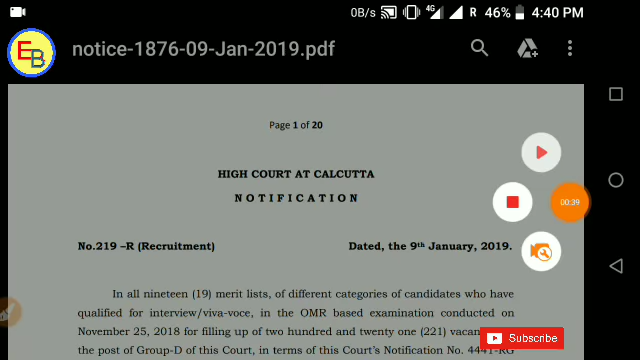 0B/s 4G R 46% 4:40 PM
EB notice-1876-09-Jan-2019.pdf
Page 1 of 20
HIGH COURT AT CALCUTTA
NOTIFICATION
00:39
No.219 –R (Recruitment) Dated, the 9th January, 2019.
In all nineteen (19) merit lists, of different categories of candidates who have
qualified for interview/viva-voce, in the OMR based examination conducted on
November 25, 2018 for filling up of two hundred and twenty one (221)
Subscribe
the post of Group-D of this Court, in terms of this Court's Notification No. 4441-RG